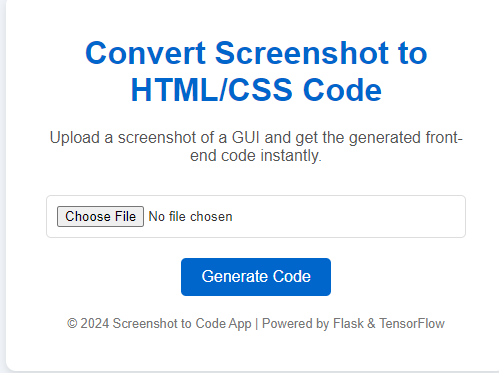 Convert Screenshot to
HTML/CSS Code
Upload a screenshot of a GUI and get the generated front-
end code instantly.
Choose File No file chosen
Generate Code
© 2024 Screenshot to Code App | Powered by Flask & TensorFlow